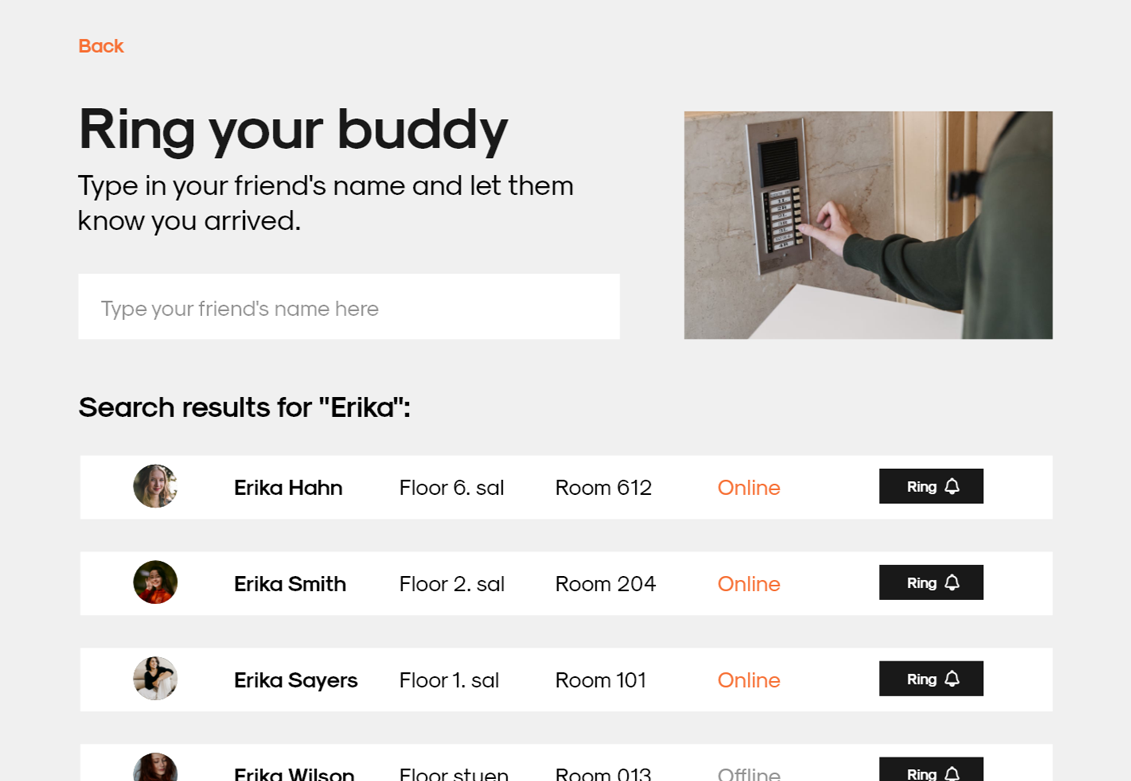 Back
Ring your buddy
Type in your friend's name and let them
know you arrived.
Type your friend's name here
Search results for "Erika":
Erika Hahn Floor 6. sal Room 612 Online Ring
Erika Smith Floor 2. sal Room 204 Online Ring
Erika Sayers Floor 1. sal Room 101 Online Ring
Erika Wilson Floor stuen Room 013 Offline Ring